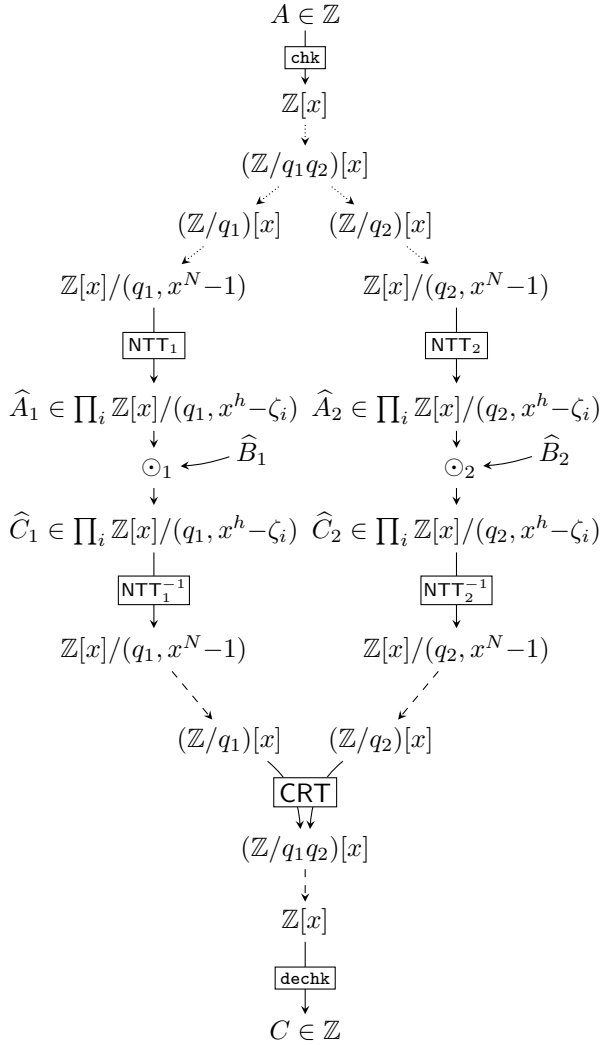 A ∈ ℤ
chk
ℤ[x]
(ℤ/q₁q₂)[x]
(ℤ/q₁)[x] (ℤ/q₂)[x]
ℤ[x]/(q₁, x^N−1) ℤ[x]/(q₂, x^N−1)
NTT₁ NTT₂
Â₁ ∈ ∏ᵢ ℤ[x]/(q₁, x^h−ζᵢ) Â₂ ∈ ∏ᵢ ℤ[x]/(q₂, x^h−ζᵢ)
⊙₁ B̂₁ ⊙₂ B̂₂
Ĉ₁ ∈ ∏ᵢ ℤ[x]/(q₁, x^h−ζᵢ) Ĉ₂ ∈ ∏ᵢ ℤ[x]/(q₂, x^h−ζᵢ)
NTT₁⁻¹ NTT₂⁻¹
ℤ[x]/(q₁, x^N−1) ℤ[x]/(q₂, x^N−1)
(ℤ/q₁)[x] (ℤ/q₂)[x]
CRT
(ℤ/q₁q₂)[x]
ℤ[x]
dechk
C ∈ ℤ